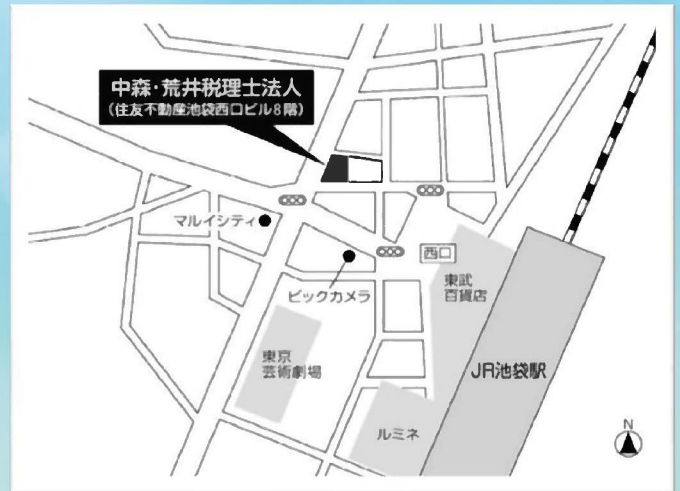 中森・荒井税理士法人
(住友不動産池袋西口ビル8階)
マルイシティ
西口
ビックカメラ
東武
百貨店
東京
芸術劇場
JR池袋駅
ルミネ
N